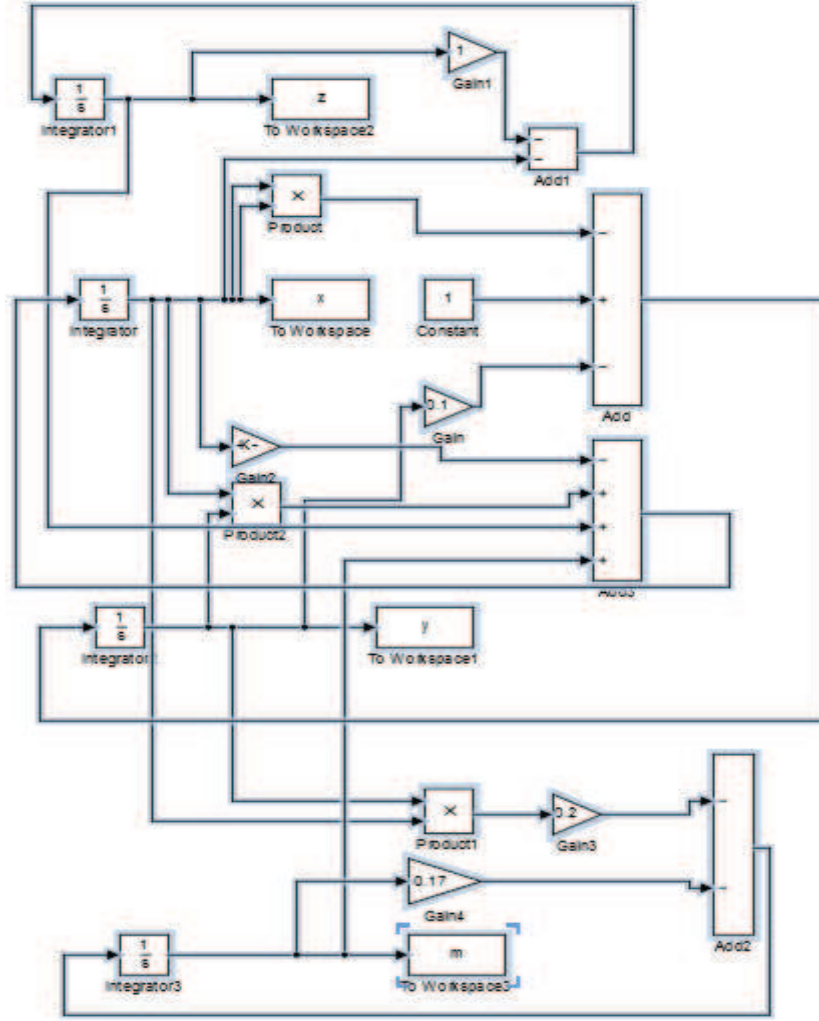 1
Gain1
1
s
Integrator1
z
To Workspace2
−
−
Add1
×
Product
1
s
Integrator
x
To Workspace
1
Constant
−
+
−
Add
0.1
Gain
-K-
Gain2
×
Product2
−
+
+
+
Add3
1
s
y
To Workspace1
×
Product1
0.2
Gain3
0.17
Gain4
−
−
Add2
1
s
Integrator3
m
To Workspace3